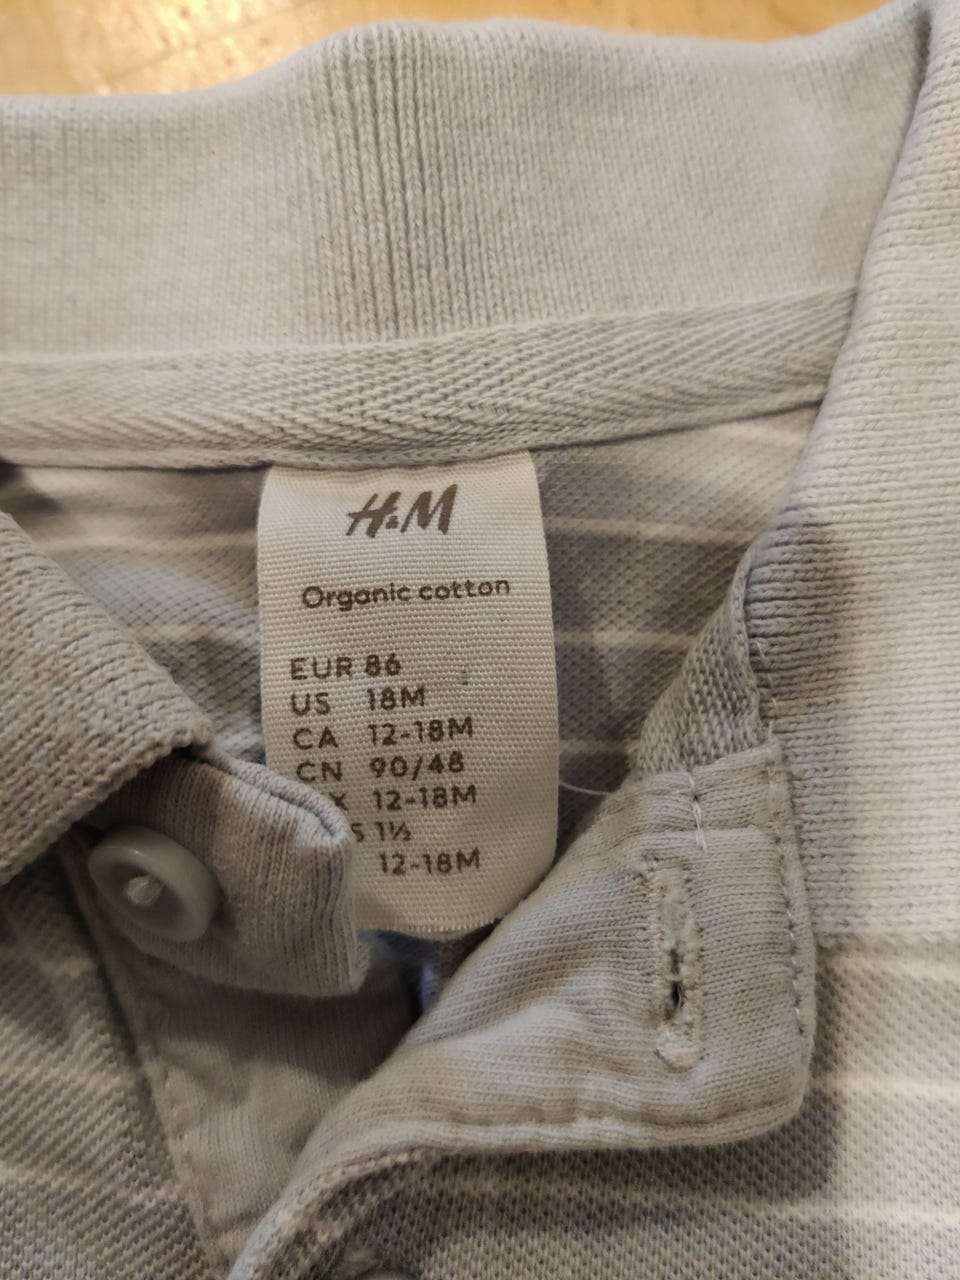 H&M
Organic cotton
EUR 86
US 18M
CA 12-18M
CN 90/48
X 12-18M
S 1½
12-18M